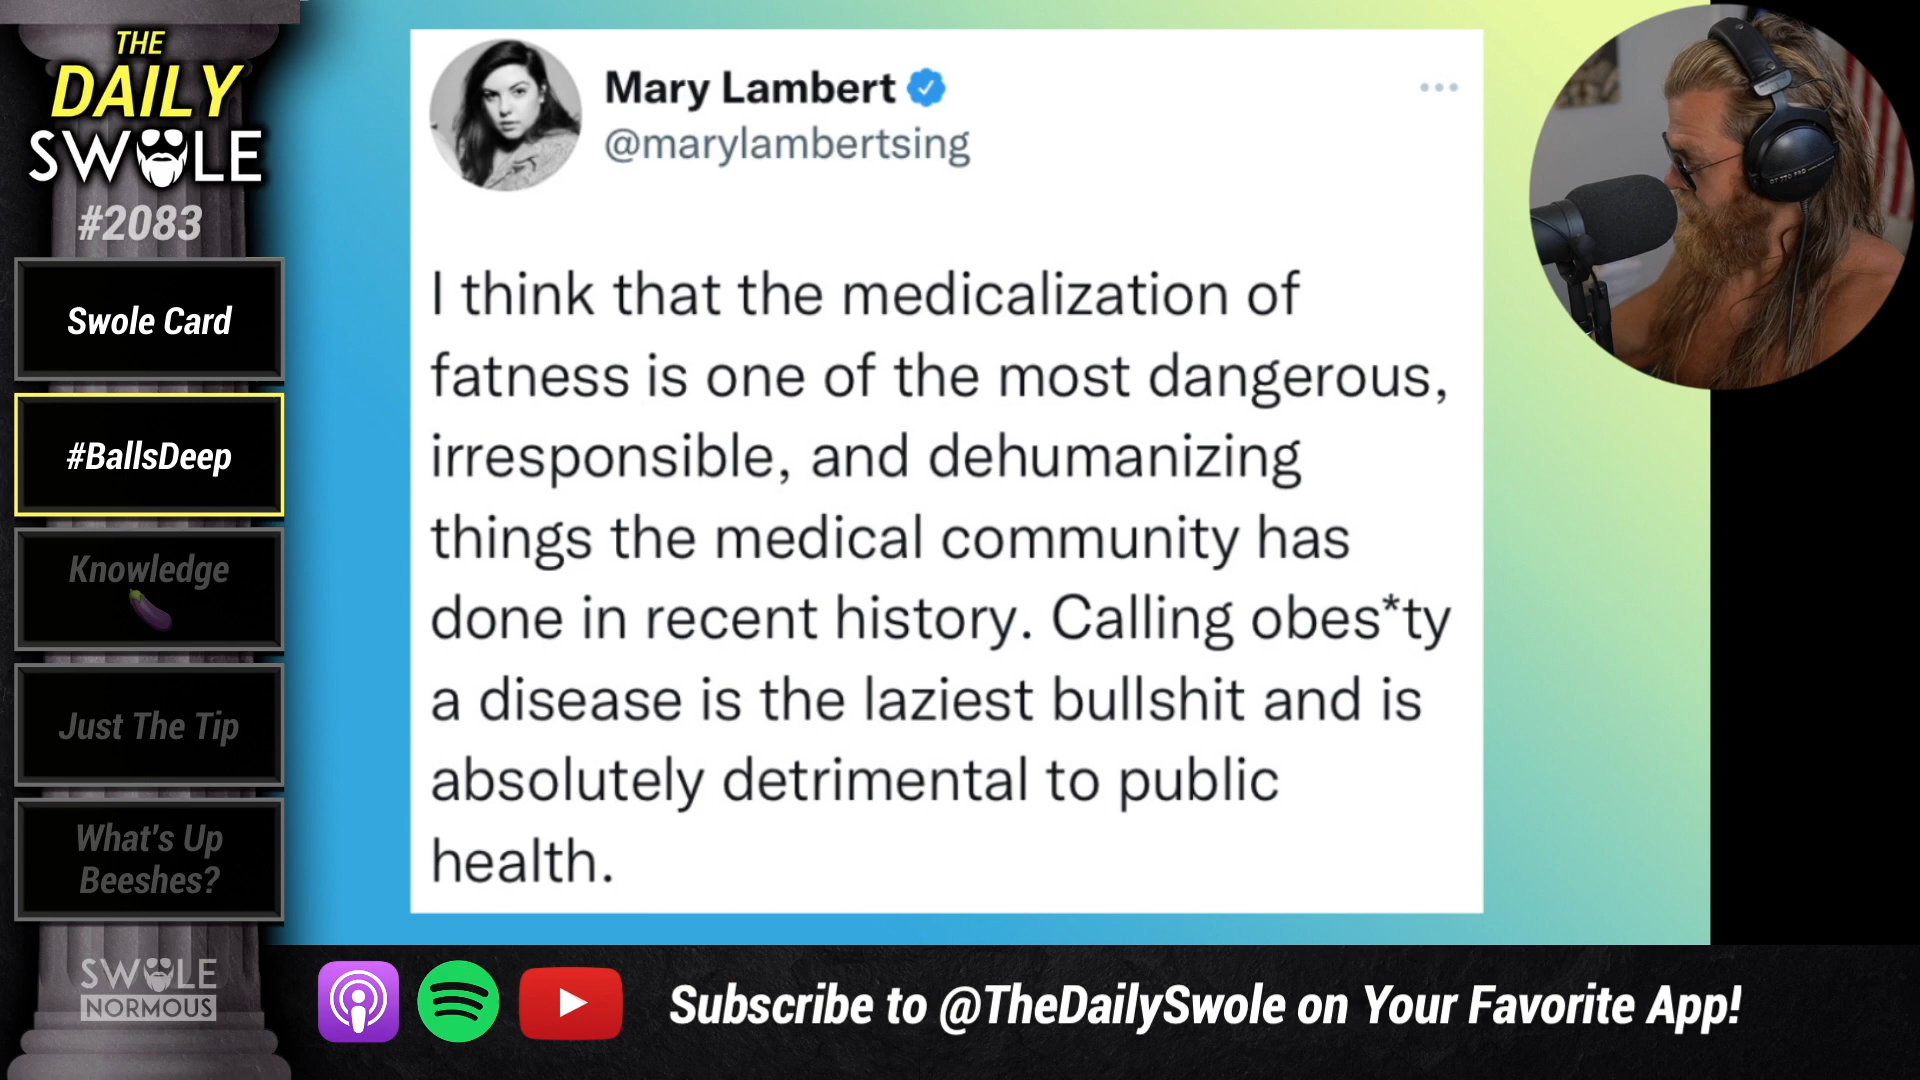 THE
DAILY
SWOLE
#2083
Swole Card
#BallsDeep
Knowledge
Just The Tip
What's Up
Beeshes?
SWOLE
NORMOUS
Mary Lambert
@marylambertsing
I think that the medicalization of
fatness is one of the most dangerous,
irresponsible, and dehumanizing
things the medical community has
done in recent history. Calling obes*ty
a disease is the laziest bullshit and is
absolutely detrimental to public
health.
DT 770 PRO
Subscribe to @TheDailySwole on Your Favorite App!